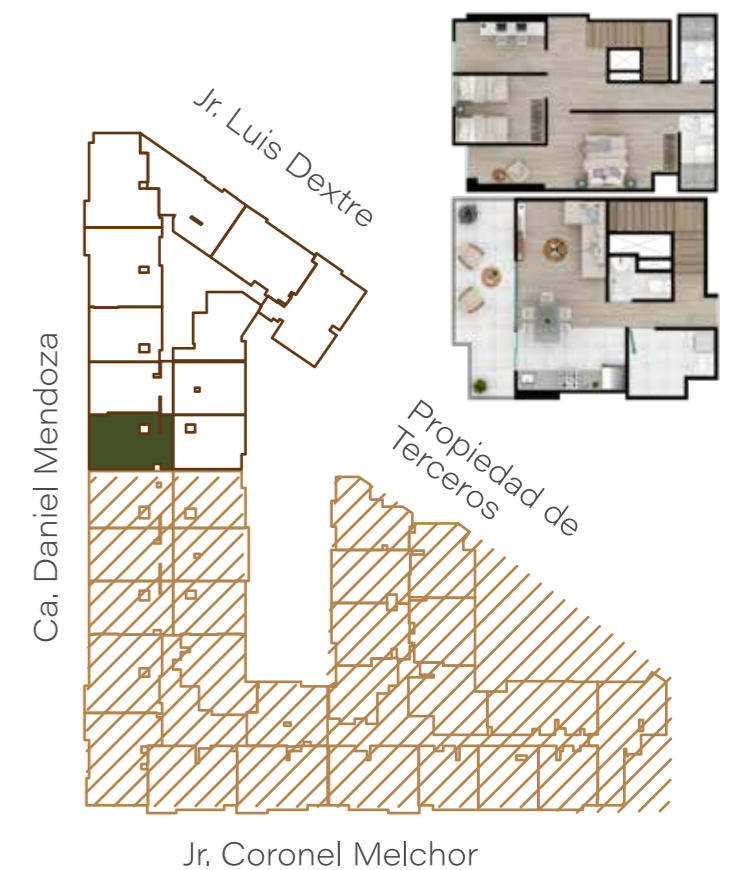 Jr. Luis Dextre
Ca. Daniel Mendoza
Propiedad de
Terceros
Jr. Coronel Melchor